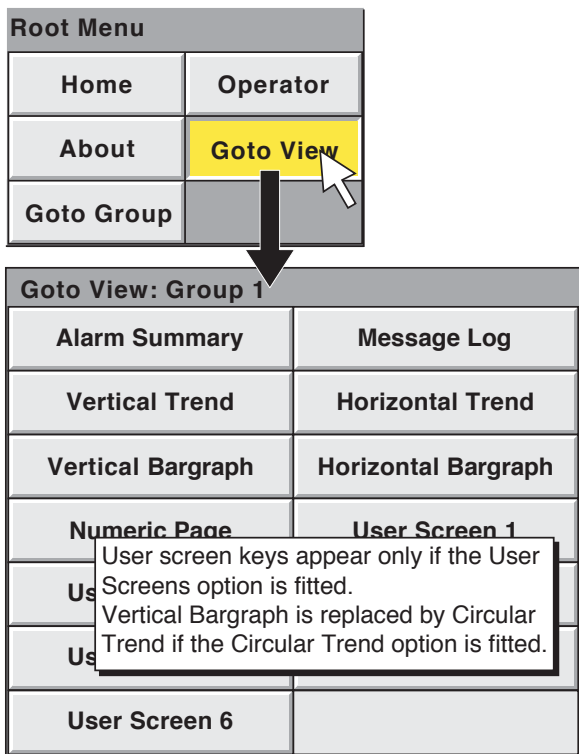 Root Menu
Home Operator
About Goto View
Goto Group
Goto View: Group 1
Alarm Summary Message Log
Vertical Trend Horizontal Trend
Vertical Bargraph Horizontal Bargraph
Numeric Page User Screen 1
User screen keys appear only if the User
Screens option is fitted.
Vertical Bargraph is replaced by Circular
Trend if the Circular Trend option is fitted.
User Screen 6